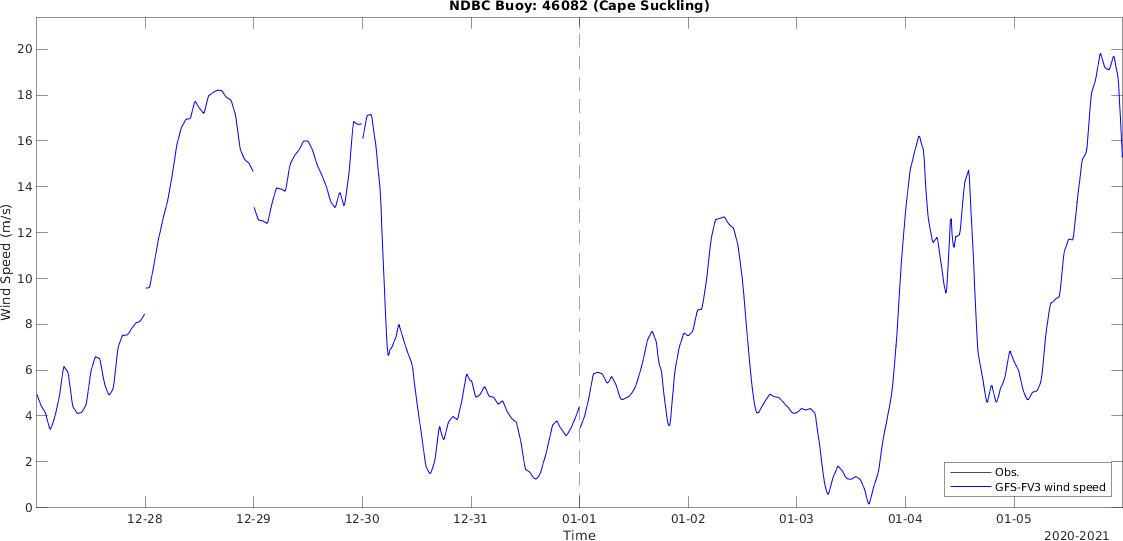 NDBC Buoy: 46082 (Cape Suckling)
Wind Speed (m/s)
20
18
16
14
12
10
8
6
4
2
0
Obs.
GFS-FV3 wind speed
12-28 12-29 12-30 12-31 01-01 01-02 01-03 01-04 01-05
Time
2020-2021